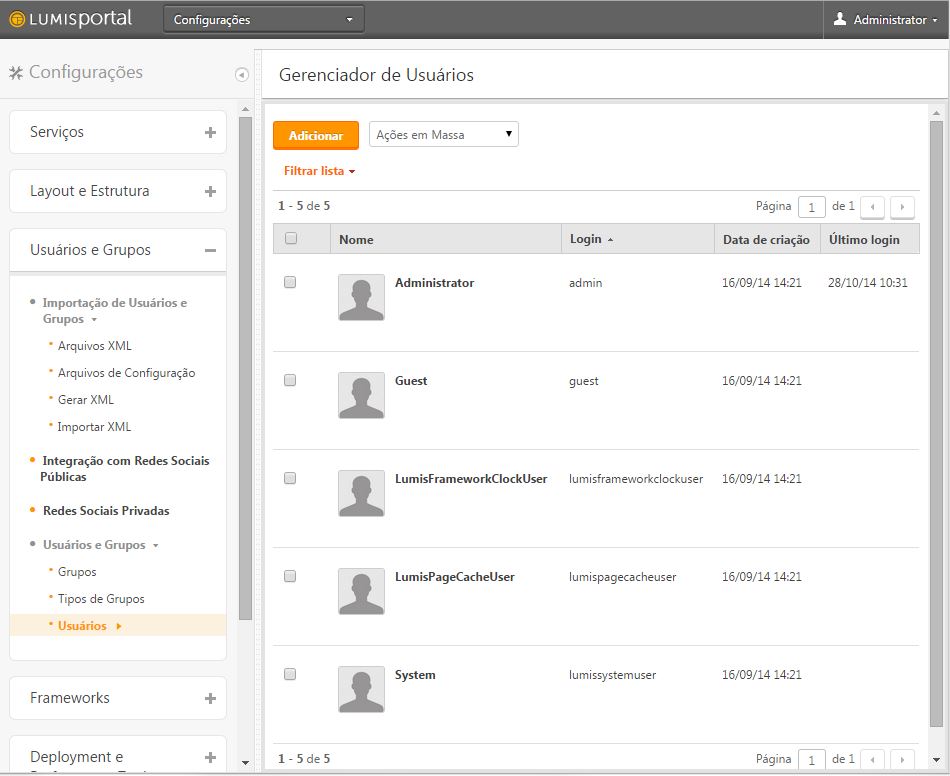 LUMISportal
Configurações
Administrator
Configurações
Serviços
Layout e Estrutura
Usuários e Grupos
Importação de Usuários e
Grupos
Arquivos XML
Arquivos de Configuração
Gerar XML
Importar XML
Integração com Redes Sociais
Públicas
Redes Sociais Privadas
Usuários e Grupos
Grupos
Tipos de Grupos
Usuários
Frameworks
Deployment e
Gerenciador de Usuários
Adicionar
Ações em Massa
Filtrar lista
1 - 5 de 5
Página 1 de 1
Nome Login Data de criação Último login
Administrator admin 16/09/14 14:21 28/10/14 10:31
Guest guest 16/09/14 14:21
LumisFrameworkClockUser lumisframeworkclockuser 16/09/14 14:21
LumisPageCacheUser lumispagecacheuser 16/09/14 14:21
System lumissystemuser 16/09/14 14:21
1 - 5 de 5
Página 1 de 1